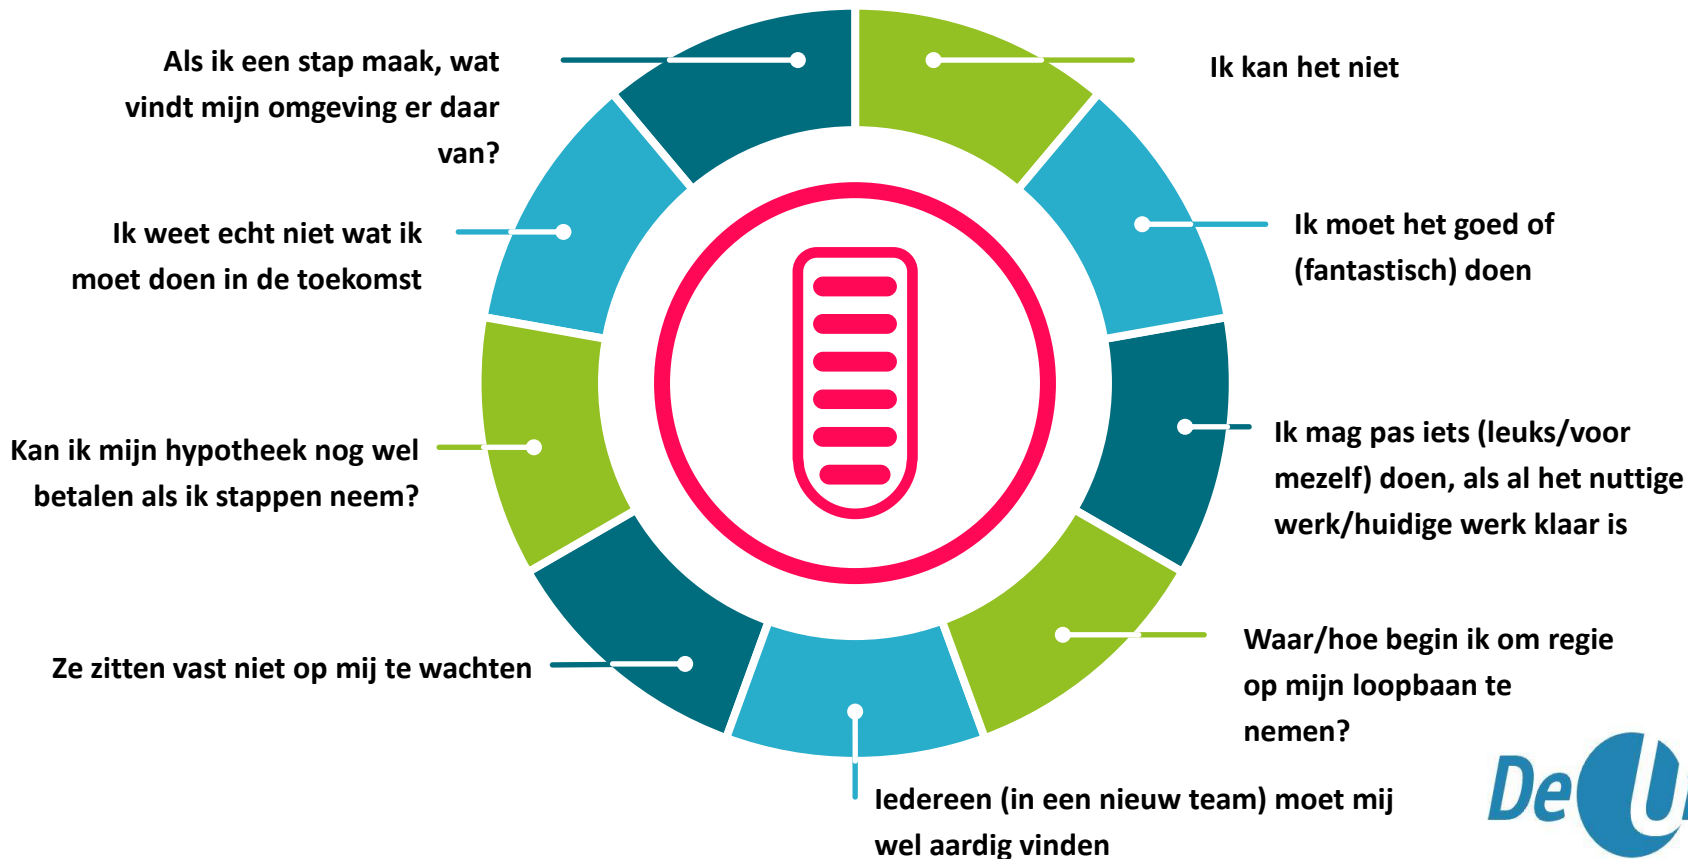 Als ik een stap maak, wat
vindt mijn omgeving er daar
van?
Ik kan het niet
Ik weet echt niet wat ik
moet doen in de toekomst
Ik moet het goed of
(fantastisch) doen
Kan ik mijn hypotheek nog wel
betalen als ik stappen neem?
Ik mag pas iets (leuks/voor
mezelf) doen, als al het nuttige
werk/huidige werk klaar is
Ze zitten vast niet op mij te wachten
Waar/hoe begin ik om regie
op mijn loopbaan te
nemen?
Iedereen (in een nieuw team) moet mij
wel aardig vinden
De